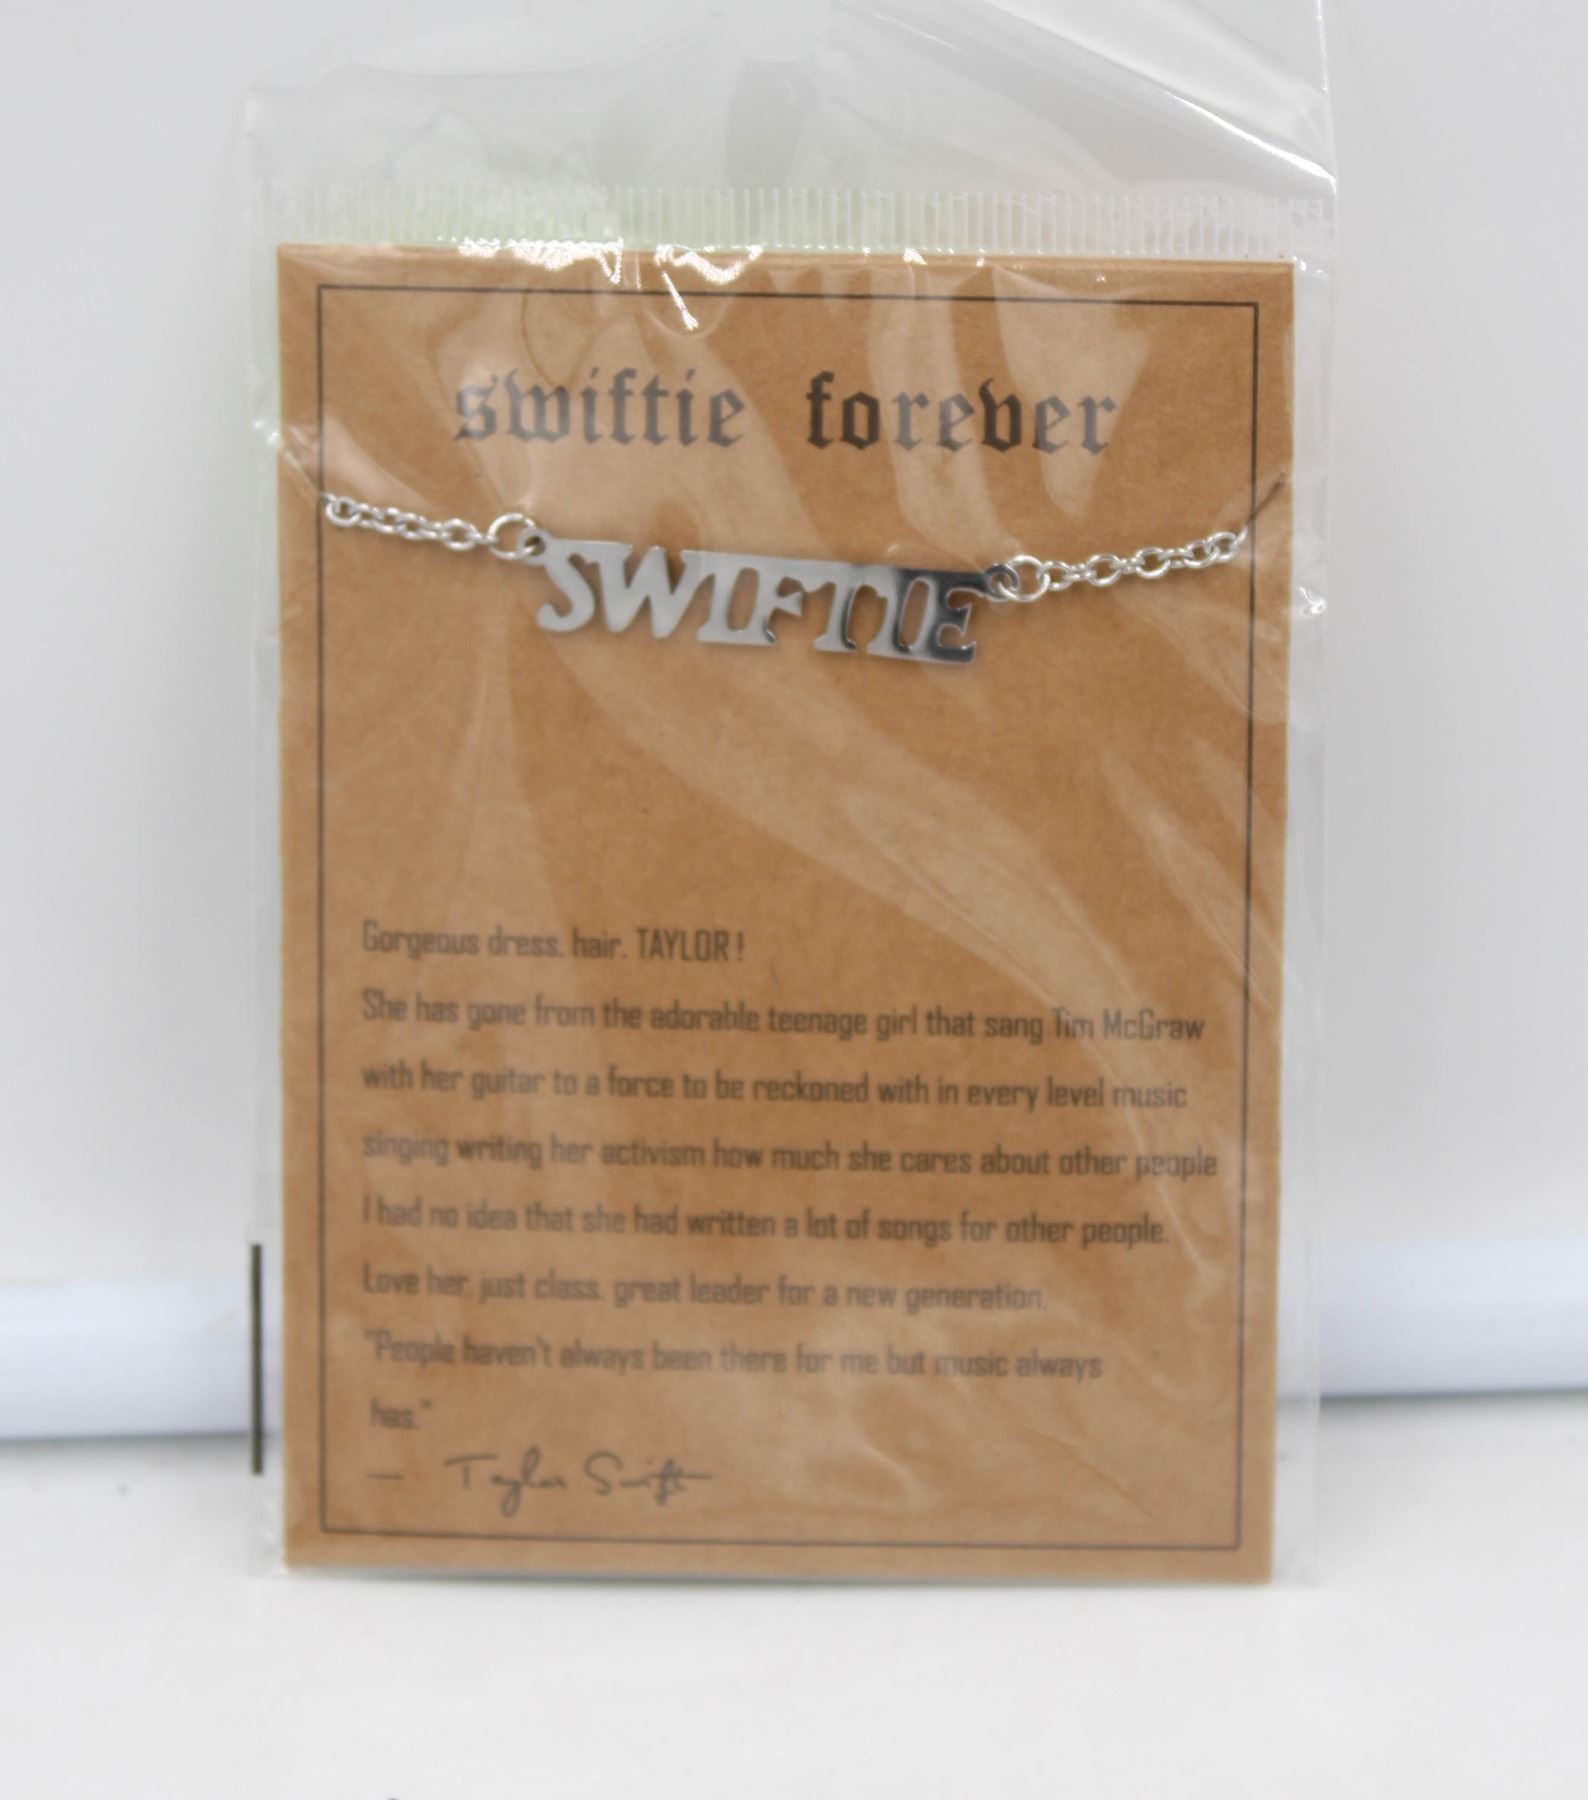 swiftie forever
SWIFTIE
Gorgeous dress. hair. TAYLOR !
She has gone from the adorable teenage girl that sang Tim McGraw
with her guitar to a force to be reckoned with in every level music
singing writing her activism how much she cares about other people
I had no idea that she had written a lot of songs for other people.
Love her. just class. great leader for a new generation.
"People haven't always been there for me but music always
has."
— Taylor Swift